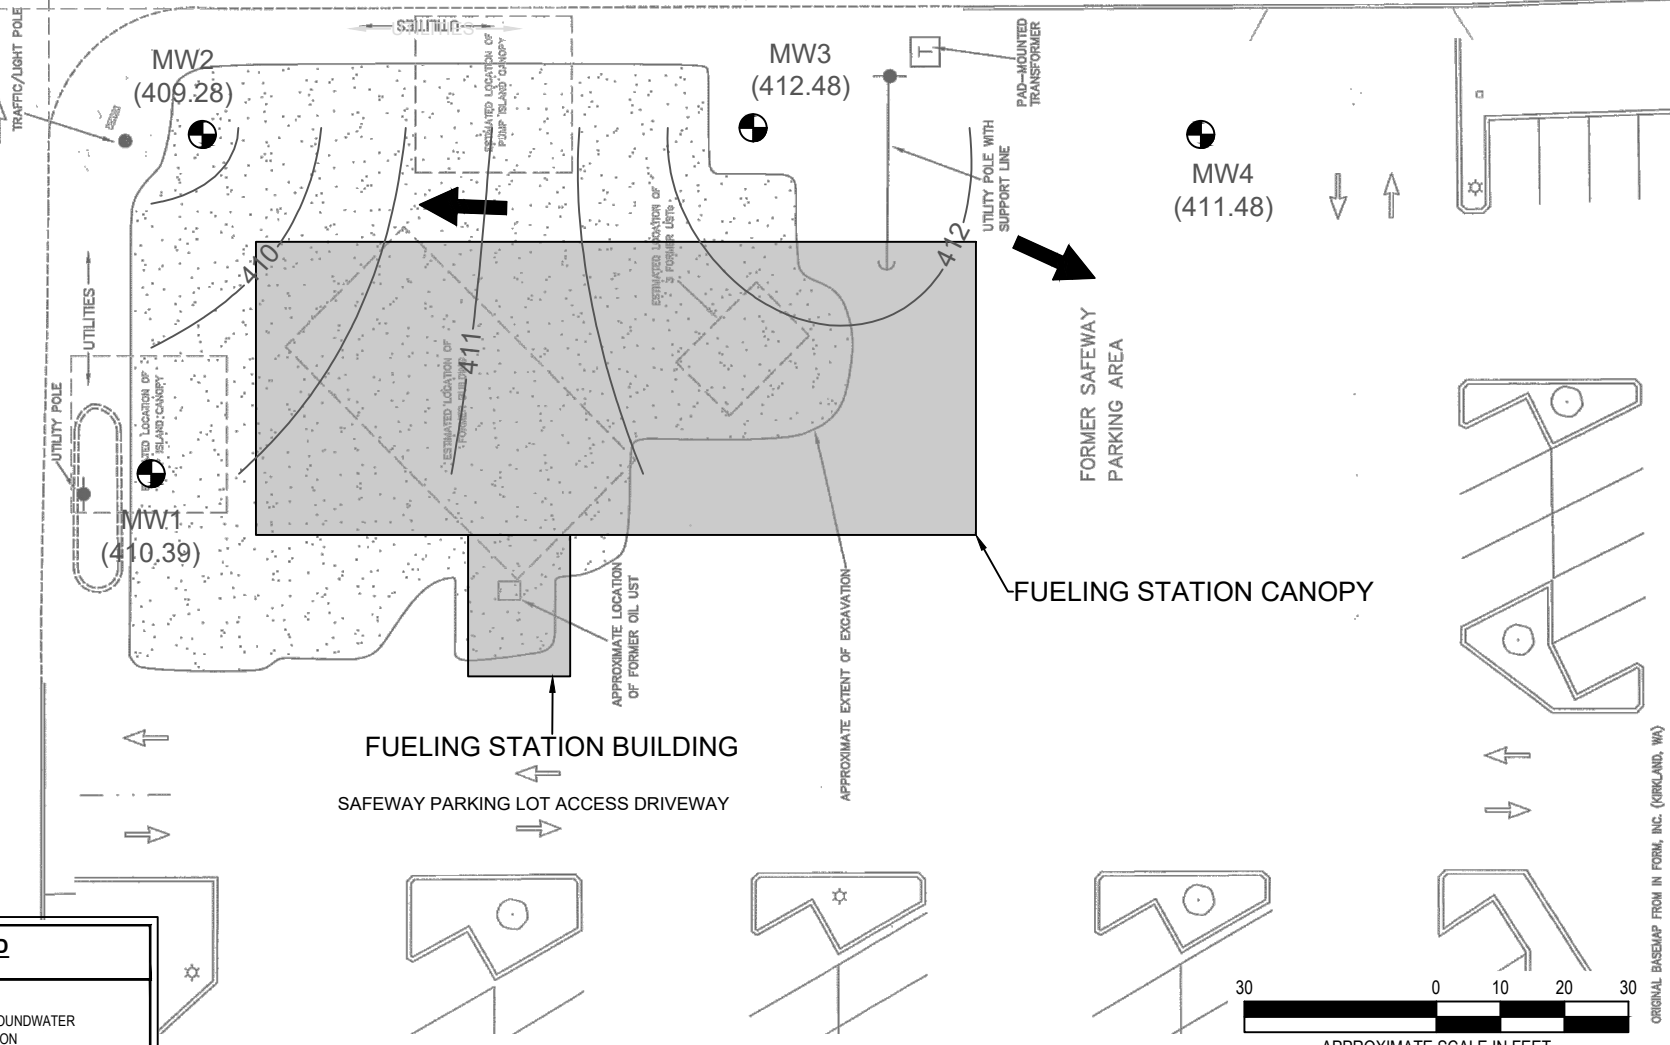 TRAFFIC/LIGHT POLE
MW2
(409.28)
UTILITIES
UTILITIES
ESTIMATED LOCATION OF
PUMP ISLAND CANOPY
MW3
(412.48)
T
PAD-MOUNTED
TRANSFORMER
UTILITY POLE WITH
SUPPORT LINE
MW4
(411.48)
ESTIMATED LOCATION OF
3 FORMER USTs
410
412
411
UTILITIES
UTILITY POLE
TED LOCATION OF
ISLAND CANOPY
ESTIMATED LOCATION OF
FORMER BUILDING
FORMER SAFEWAY
PARKING AREA
MW1
(410.39)
APPROXIMATE LOCATION
OF FORMER OIL UST
APPROXIMATE EXTENT OF EXCAVATION
FUELING STATION CANOPY
FUELING STATION BUILDING
SAFEWAY PARKING LOT ACCESS DRIVEWAY
ORIGINAL BASEMAP FROM IN FORM, INC. (KIRKLAND, WA)
D
OUNDWATER
ION
30 0 10 20 30
APPROXIMATE SCALE IN FEET